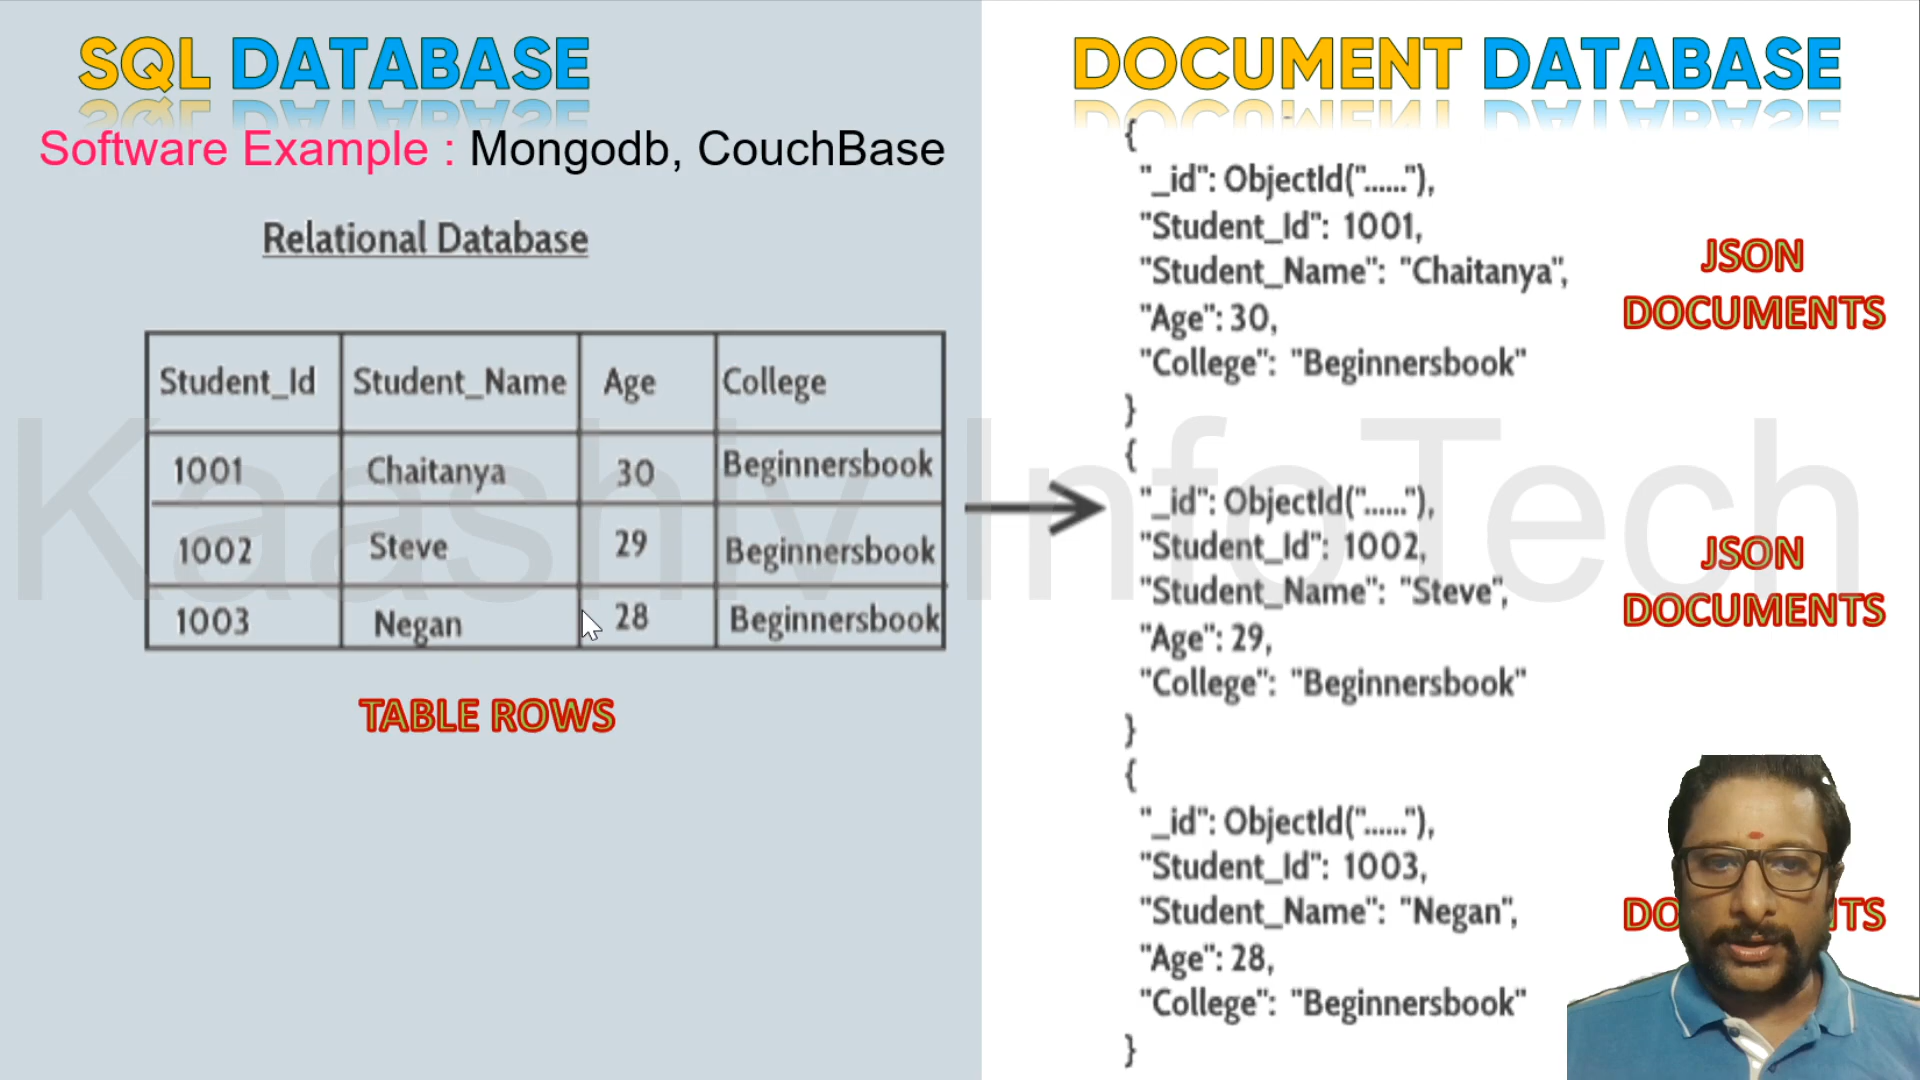 SQL DATABASE
Software Example : Mongodb, CouchBase
Relational Database
Student_Id Student_Name Age College
1001 Chaitanya 30 Beginnersbook
1002 Steve 29 Beginnersbook
1003 Negan 28 Beginnersbook
TABLE ROWS
DOCUMENT DATABASE
{
"_id": ObjectId("......"),
"Student_Id": 1001,
"Student_Name": "Chaitanya",
"Age": 30,
"College": "Beginnersbook"
}
{
"_id": ObjectId("......"),
"Student_Id": 1002,
"Student_Name": "Steve",
"Age": 29,
"College": "Beginnersbook"
}
{
"_id": ObjectId("......"),
"Student_Id": 1003,
"Student_Name": "Negan",
"Age": 28,
"College": "Beginnersbook"
}
JSON
DOCUMENTS
JSON
DOCUMENTS
Kaashiv InfoTech